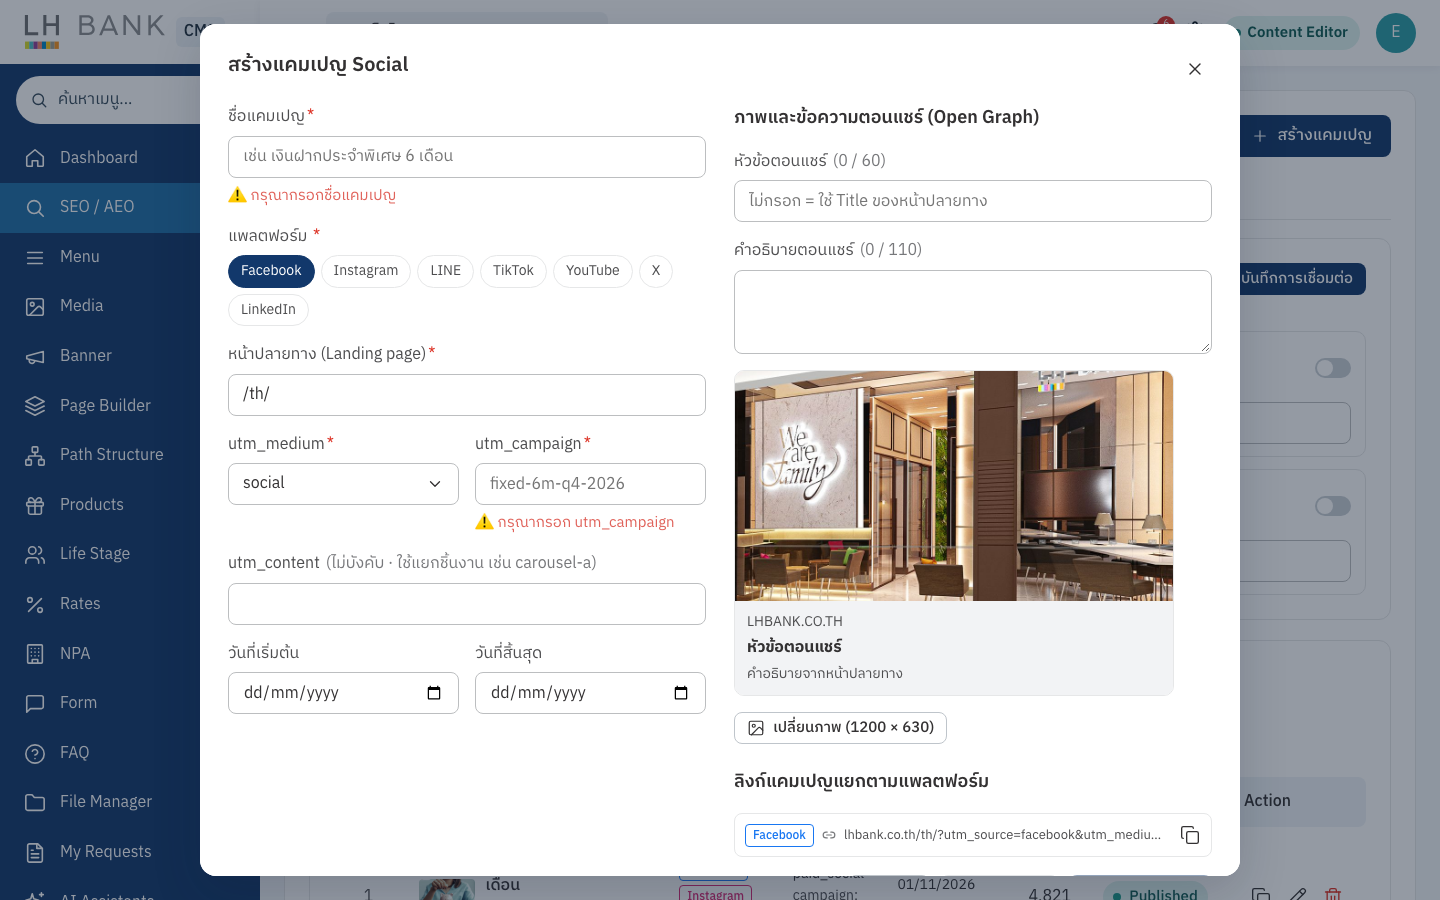 LH BANK
CMS
6
Content Editor
E
ค้นหาเมนู...
Dashboard
SEO / AEO
Menu
Media
Banner
Page Builder
Path Structure
Products
Life Stage
Rates
NPA
Form
FAQ
File Manager
My Requests
AI Assistants
สร้างแคมเปญ Social
ชื่อแคมเปญ*
เช่น เงินฝากประจำพิเศษ 6 เดือน
⚠️ กรุณากรอกชื่อแคมเปญ
แพลตฟอร์ม *
Facebook Instagram LINE TikTok YouTube X
LinkedIn
หน้าปลายทาง (Landing page)*
/th/
utm_medium* utm_campaign*
social fixed-6m-q4-2026
⚠️ กรุณากรอก utm_campaign
utm_content (ไม่บังคับ · ใช้แยกชิ้นงาน เช่น carousel-a)
วันที่เริ่มต้น วันที่สิ้นสุด
dd/mm/yyyy dd/mm/yyyy
ภาพและข้อความตอนแชร์ (Open Graph)
หัวข้อตอนแชร์ (0 / 60)
ไม่กรอก = ใช้ Title ของหน้าปลายทาง
คำอธิบายตอนแชร์ (0 / 110)
We
care
family
LHBANK.CO.TH
หัวข้อตอนแชร์
คำอธิบายจากหน้าปลายทาง
เปลี่ยนภาพ (1200 × 630)
ลิงก์แคมเปญแยกตามแพลตฟอร์ม
Facebook lhbank.co.th/th/?utm_source=facebook&utm_mediu...
+ สร้างแคมเปญ
บันทึกการเชื่อมต่อ
Action
1
เดือน
Instagram
paid_social
campaign:
01/11/2026
4,821
Published